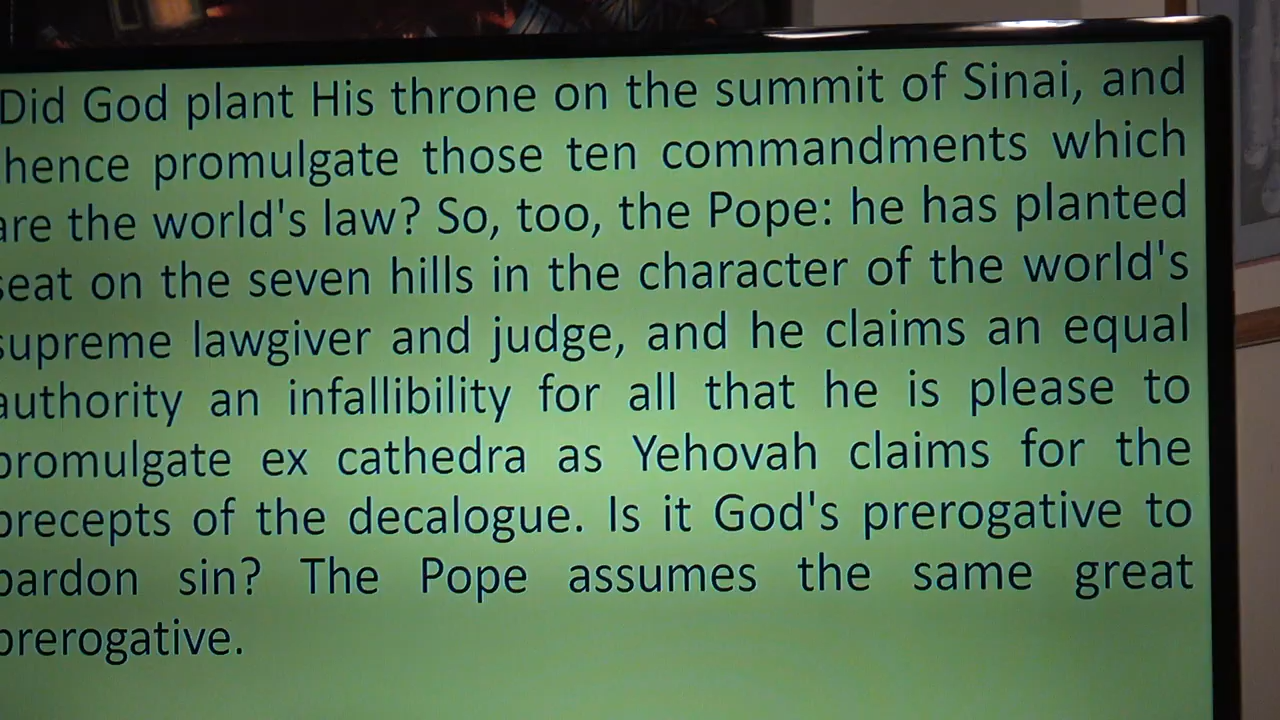 Did God plant His throne on the summit of Sinai, and
hence promulgate those ten commandments which
are the world's law? So, too, the Pope: he has planted
seat on the seven hills in the character of the world's
supreme lawgiver and judge, and he claims an equal
authority an infallibility for all that he is please to
promulgate ex cathedra as Yehovah claims for the
precepts of the decalogue. Is it God's prerogative to
pardon sin? The Pope assumes the same great
prerogative.